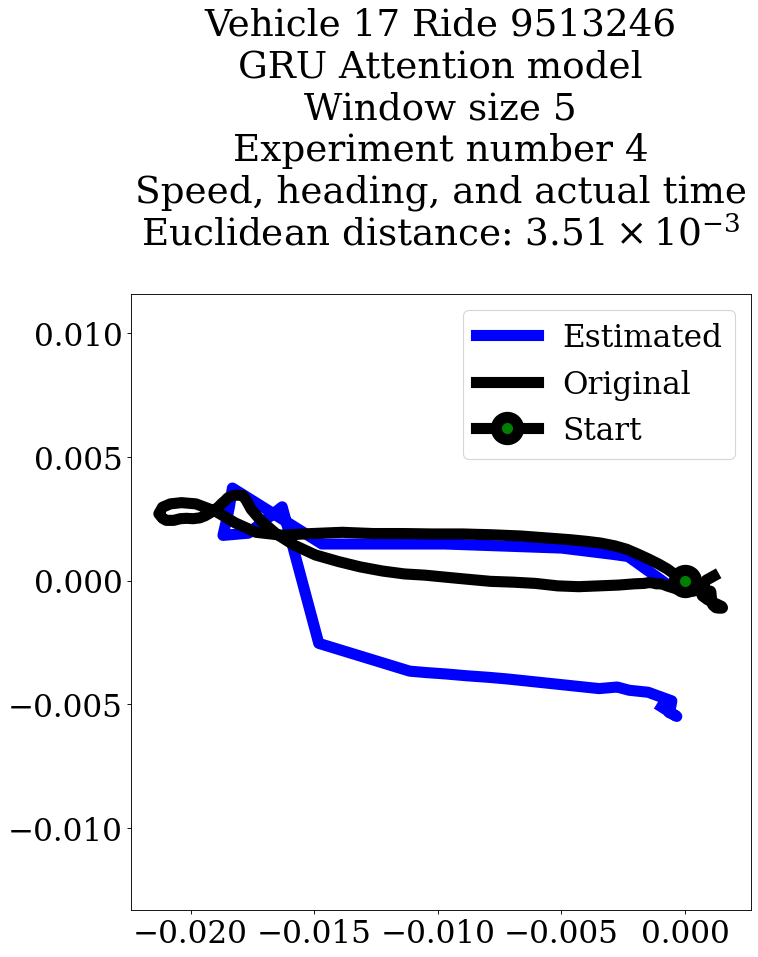 Vehicle 17 Ride 9513246
GRU Attention model
Window size 5
Experiment number 4
Speed, heading, and actual time
Euclidean distance: 3.51 × 10⁻³
Estimated
Original
Start
0.010
0.005
0.000
−0.005
−0.010
−0.020 −0.015 −0.010 −0.005 0.000